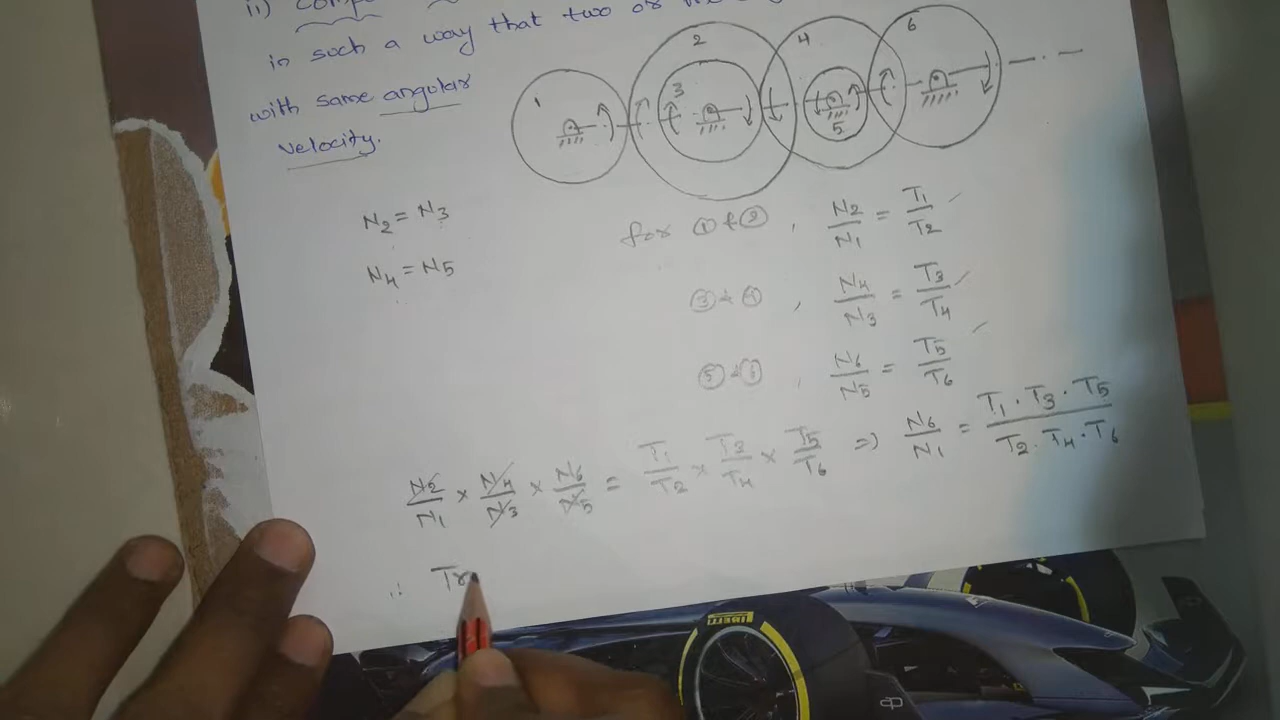 ii)
in such a way that two or
with same angular
velocity.
1 2 3 4 5 6
N₂ = N₃
N₄ = N₅
for ① & ②, N₂/N₁ = T₁/T₂
③ & ④, N₄/N₃ = T₃/T₄
⑤ & ⑥, N₆/N₅ = T₅/T₆
N₂/N₁ × N₄/N₃ × N₆/N₅ = T₁/T₂ × T₃/T₄ × T₅/T₆ ⇒ N₆/N₁ = T₁·T₃·T₅/T₂·T₄·T₆
∴ Tr
PIRELLI